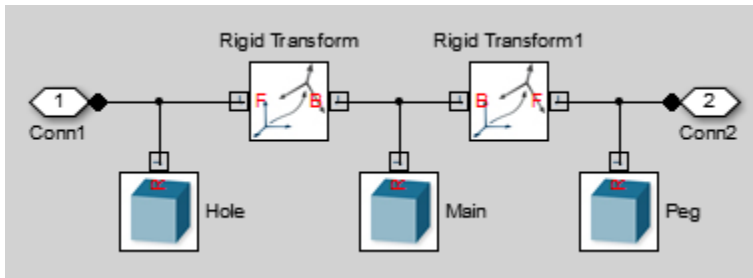 Rigid Transform
Rigid Transform1
F
B
B
F
1
Conn1
2
Conn2
R
Hole
R
Main
R
Peg